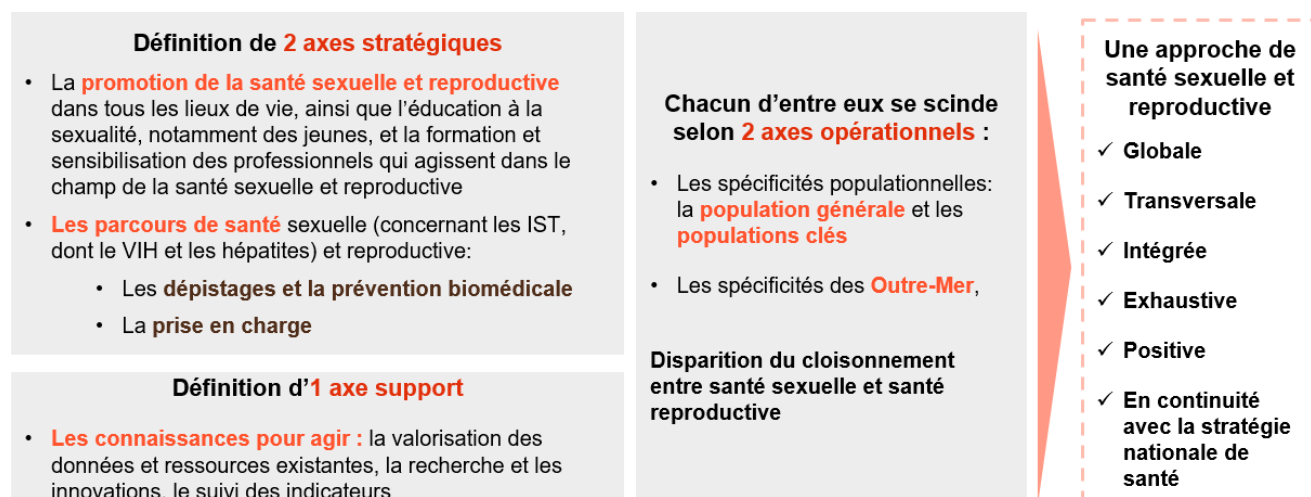 Définition de 2 axes stratégiques
• La promotion de la santé sexuelle et reproductive
dans tous les lieux de vie, ainsi que l’éducation à la
sexualité, notamment des jeunes, et la formation et
sensibilisation des professionnels qui agissent dans le
champ de la santé sexuelle et reproductive
• Les parcours de santé sexuelle (concernant les IST,
dont le VIH et les hépatites) et reproductive:
• Les dépistages et la prévention biomédicale
• La prise en charge
Définition d’1 axe support
• Les connaissances pour agir : la valorisation des
données et ressources existantes, la recherche et les
innovations, le suivi des indicateurs
Chacun d’entre eux se scinde
selon 2 axes opérationnels :
• Les spécificités populationnelles:
la population générale et les
populations clés
• Les spécificités des Outre-Mer,
Disparition du cloisonnement
entre santé sexuelle et santé
reproductive
Une approche de
santé sexuelle et
reproductive
✓ Globale
✓ Transversale
✓ Intégrée
✓ Exhaustive
✓ Positive
✓ En continuité
avec la stratégie
nationale de
santé